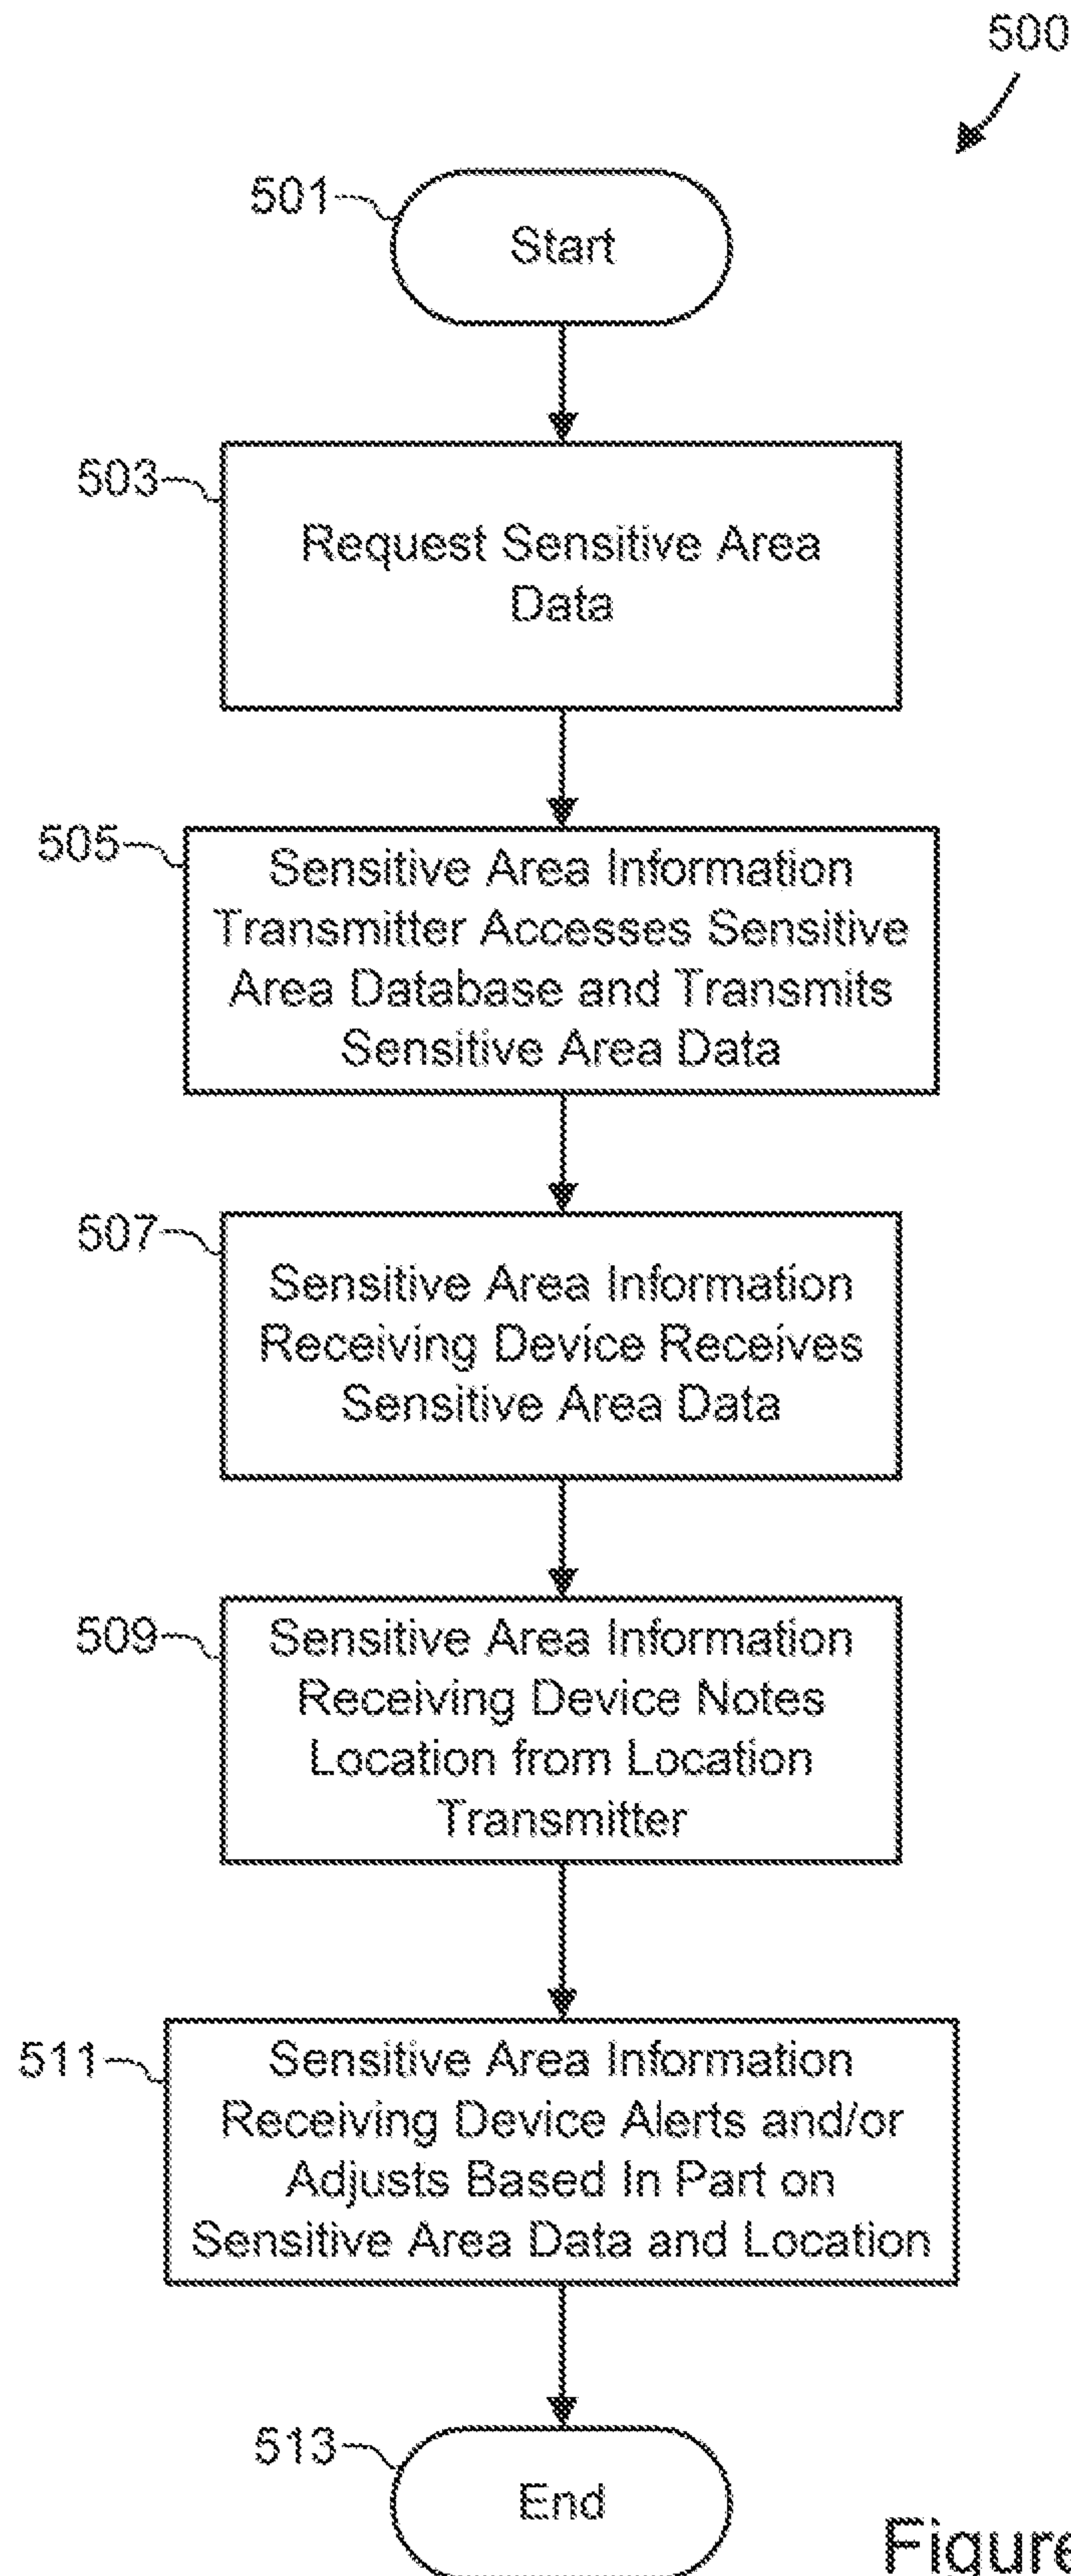 500
501
Start
503
Request Sensitive Area
Data
505
Sensitive Area Information
Transmitter Accesses Sensitive
Area Database and Transmits
Sensitive Area Data
507
Sensitive Area Information
Receiving Device Receives
Sensitive Area Data
509
Sensitive Area Information
Receiving Device Notes
Location from Location
Transmitter
511
Sensitive Area Information
Receiving Device Alerts and/or
Adjusts Based In Part on
Sensitive Area Data and Location
513
End
Figure